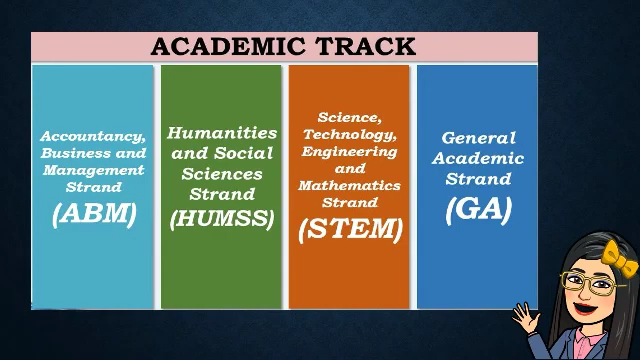 ACADEMIC TRACK
Accountancy,
Business and
Management
Strand
(ABM)
Humanities
and Social
Sciences
Strand
(HUMSS)
Science,
Technology,
Engineering
and
Mathematics
Strand
(STEM)
General
Academic
Strand
(GA)